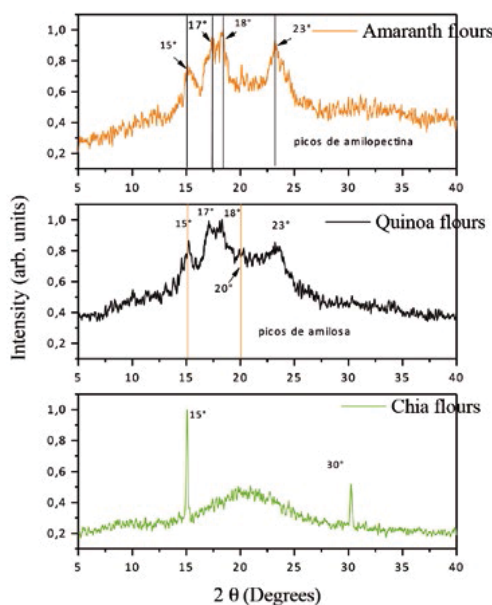 Amaranth flours
1,0
0,8
0,6
0,4
0,2
15°
17°
18°
23°
picos de amilopectina
5 10 15 20 25 30 35 40
Quinoa flours
1,0
0,8
0,6
0,4
0,2
15°
17°
18°
20°
23°
picos de amilosa
5 10 15 20 25 30 35 40
Chia flours
1,0
0,8
0,6
0,4
0,2
15°
30°
5 10 15 20 25 30 35 40
Intensity (arb. units)
2 θ (Degrees)